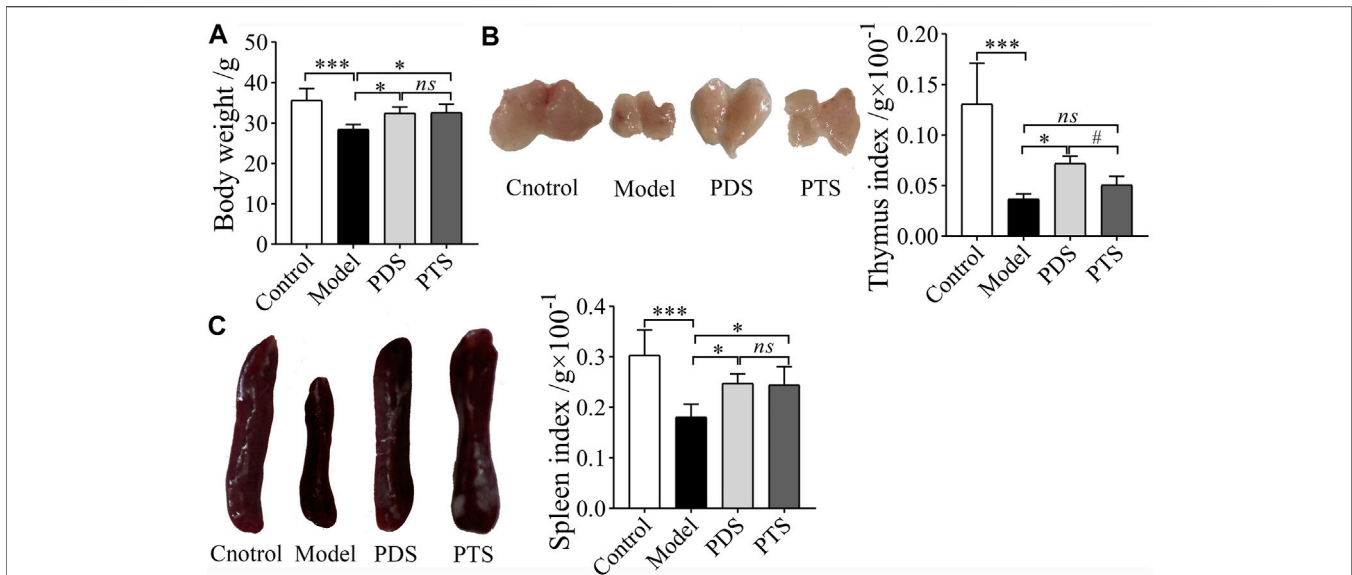 A
Body weight /g
50
40
30
20
10
0
***
*
*
ns
Control
Model
PDS
PTS
B
Cnotrol
Model
PDS
PTS
Thymus index /g×100⁻¹
0.20
0.15
0.10
0.05
0.00
***
ns
*
#
Control
Model
PDS
PTS
C
Cnotrol
Model
PDS
PTS
Spleen index /g×100⁻¹
0.4
0.3
0.2
0.1
0.0
***
*
*
ns
Control
Model
PDS
PTS